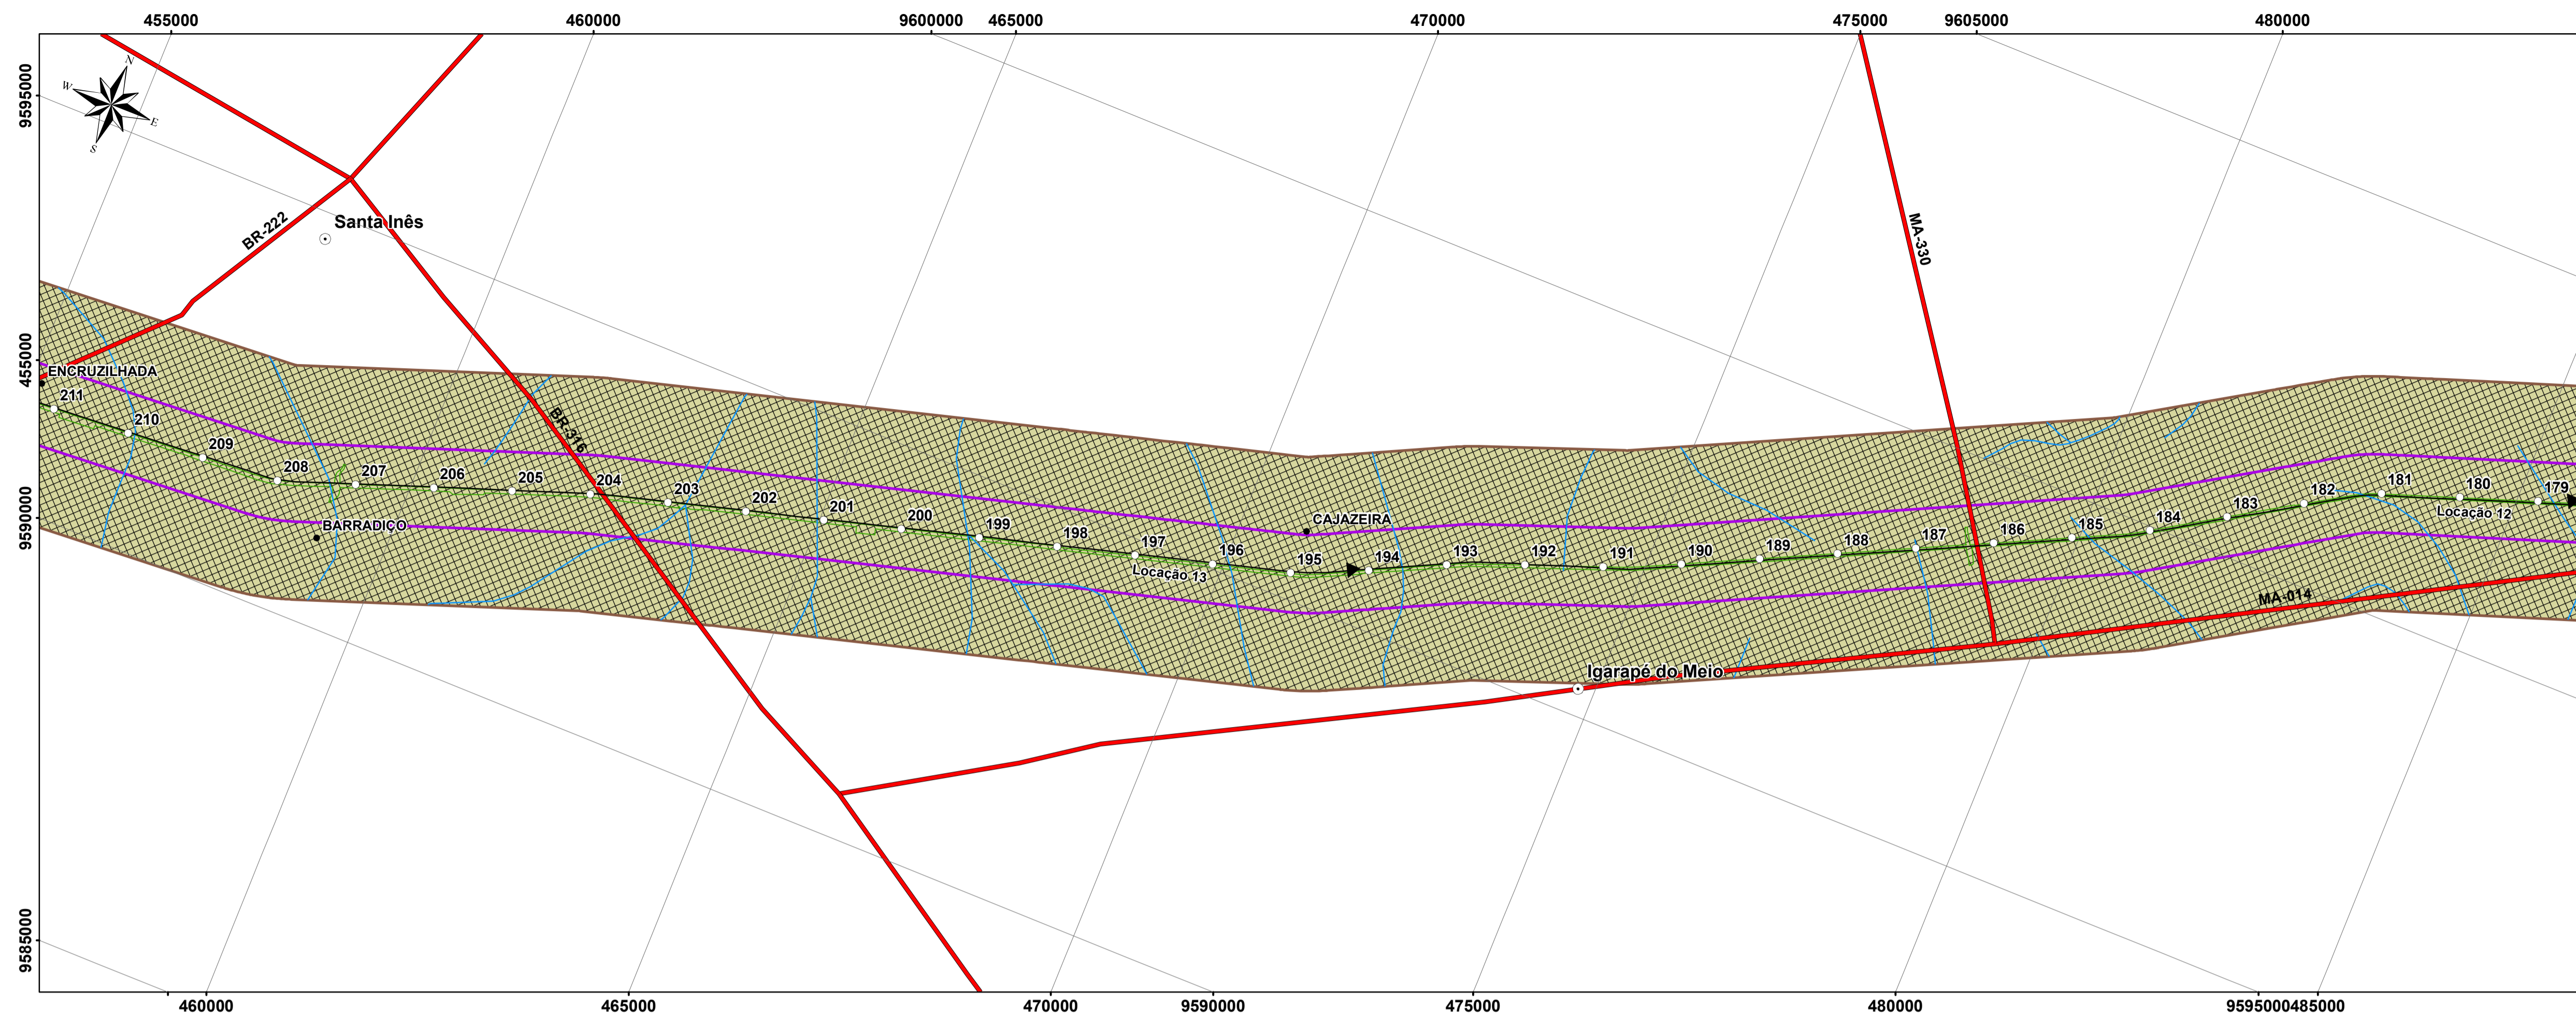 455000 460000 9600000 465000 470000 475000 9605000 480000
9595000
N
W
E
S
BR-222
Santa Inês
MA-330
455000
ENCRUZILHADA
211
210
209
208
207
206
205
BR-316
204
203
202
201
200
199
198
197
196
195
194
193
192
191
190
189
188
187
186
185
184
183
182
181
180
179
9590000
BARRADIÇO
CAJAZEIRA
Locação 13
Locação 12
MA-014
Igarapé do Meio
9585000
460000 465000 470000 9590000 475000 480000 9595000 485000